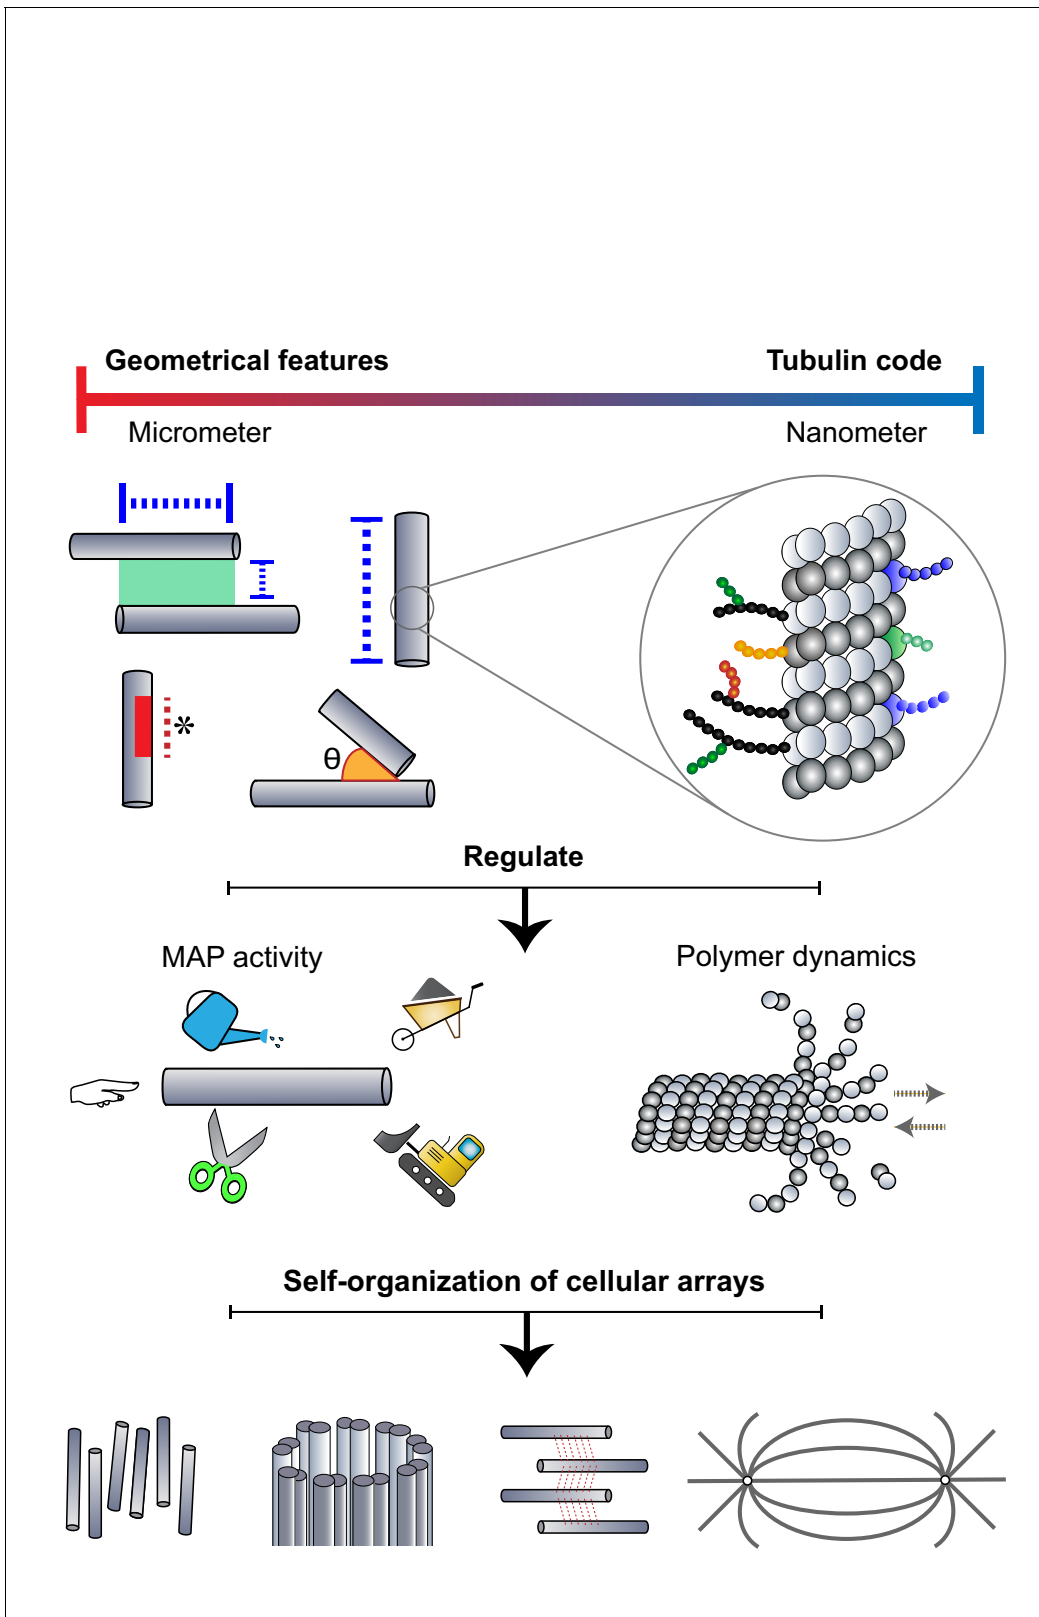 Geometrical features
Tubulin code
Micrometer
Nanometer
*
θ
Regulate
MAP activity
Polymer dynamics
Self-organization of cellular arrays